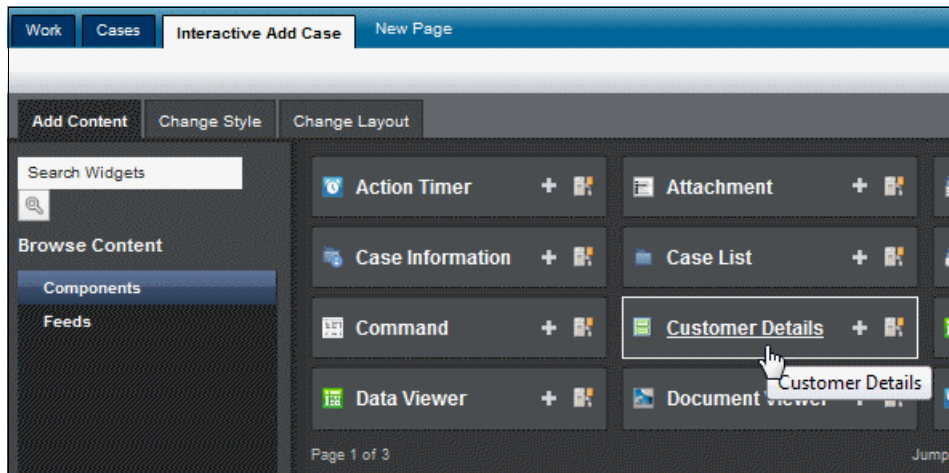 Work Cases Interactive Add Case New Page
Add Content Change Style Change Layout
Search Widgets
Browse Content
Components
Feeds
Action Timer Attachment
Case Information Case List
Command Customer Details
Customer Details
Data Viewer Document
Page 1 of 3 Jump